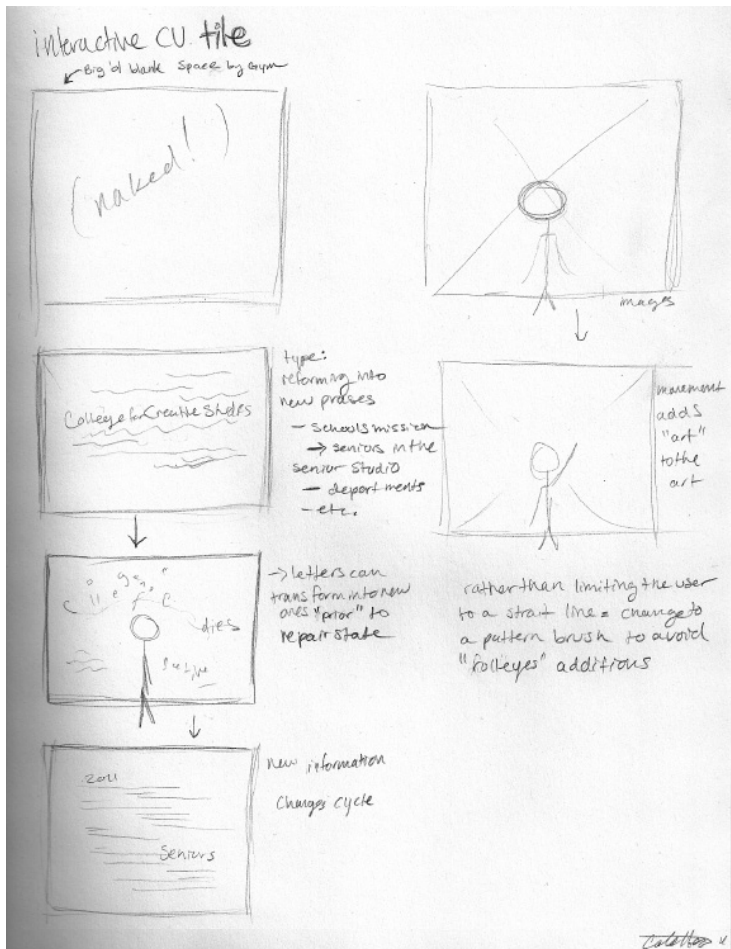 interactive CU tile
Big ol blank space by Gym
(naked!)
College for Creative Studies
type:
reforming into
new prases
- schools mission
→ seniors in the
senior studio
- deportments
- etc.
→ letters can
transform into new
ones "prior" to
repair state
dies
2011
Seniors
new information
Changes cycle
images
movement
adds
"art"
to the
art
rather than limiting the user
to a strait line = change to
a pattern brush to avoid
additions